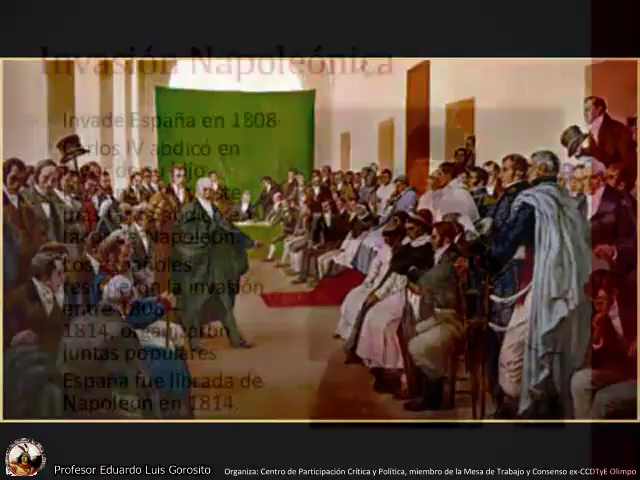 Invasión Napoleónica
Invade España en 1808
Carlos IV abdicó en
favor de Napoleón.
Los españoles
resistieron la invasión
entre 1808 –
1814, organizaron
juntas populares
España fue librada de
Napoleón en 1814.
Profesor Eduardo Luis Gorosito
Organiza: Centro de Participación Crítica y Política, miembro de la Mesa de Trabajo y Consenso ex-CCDTyE Olimpo